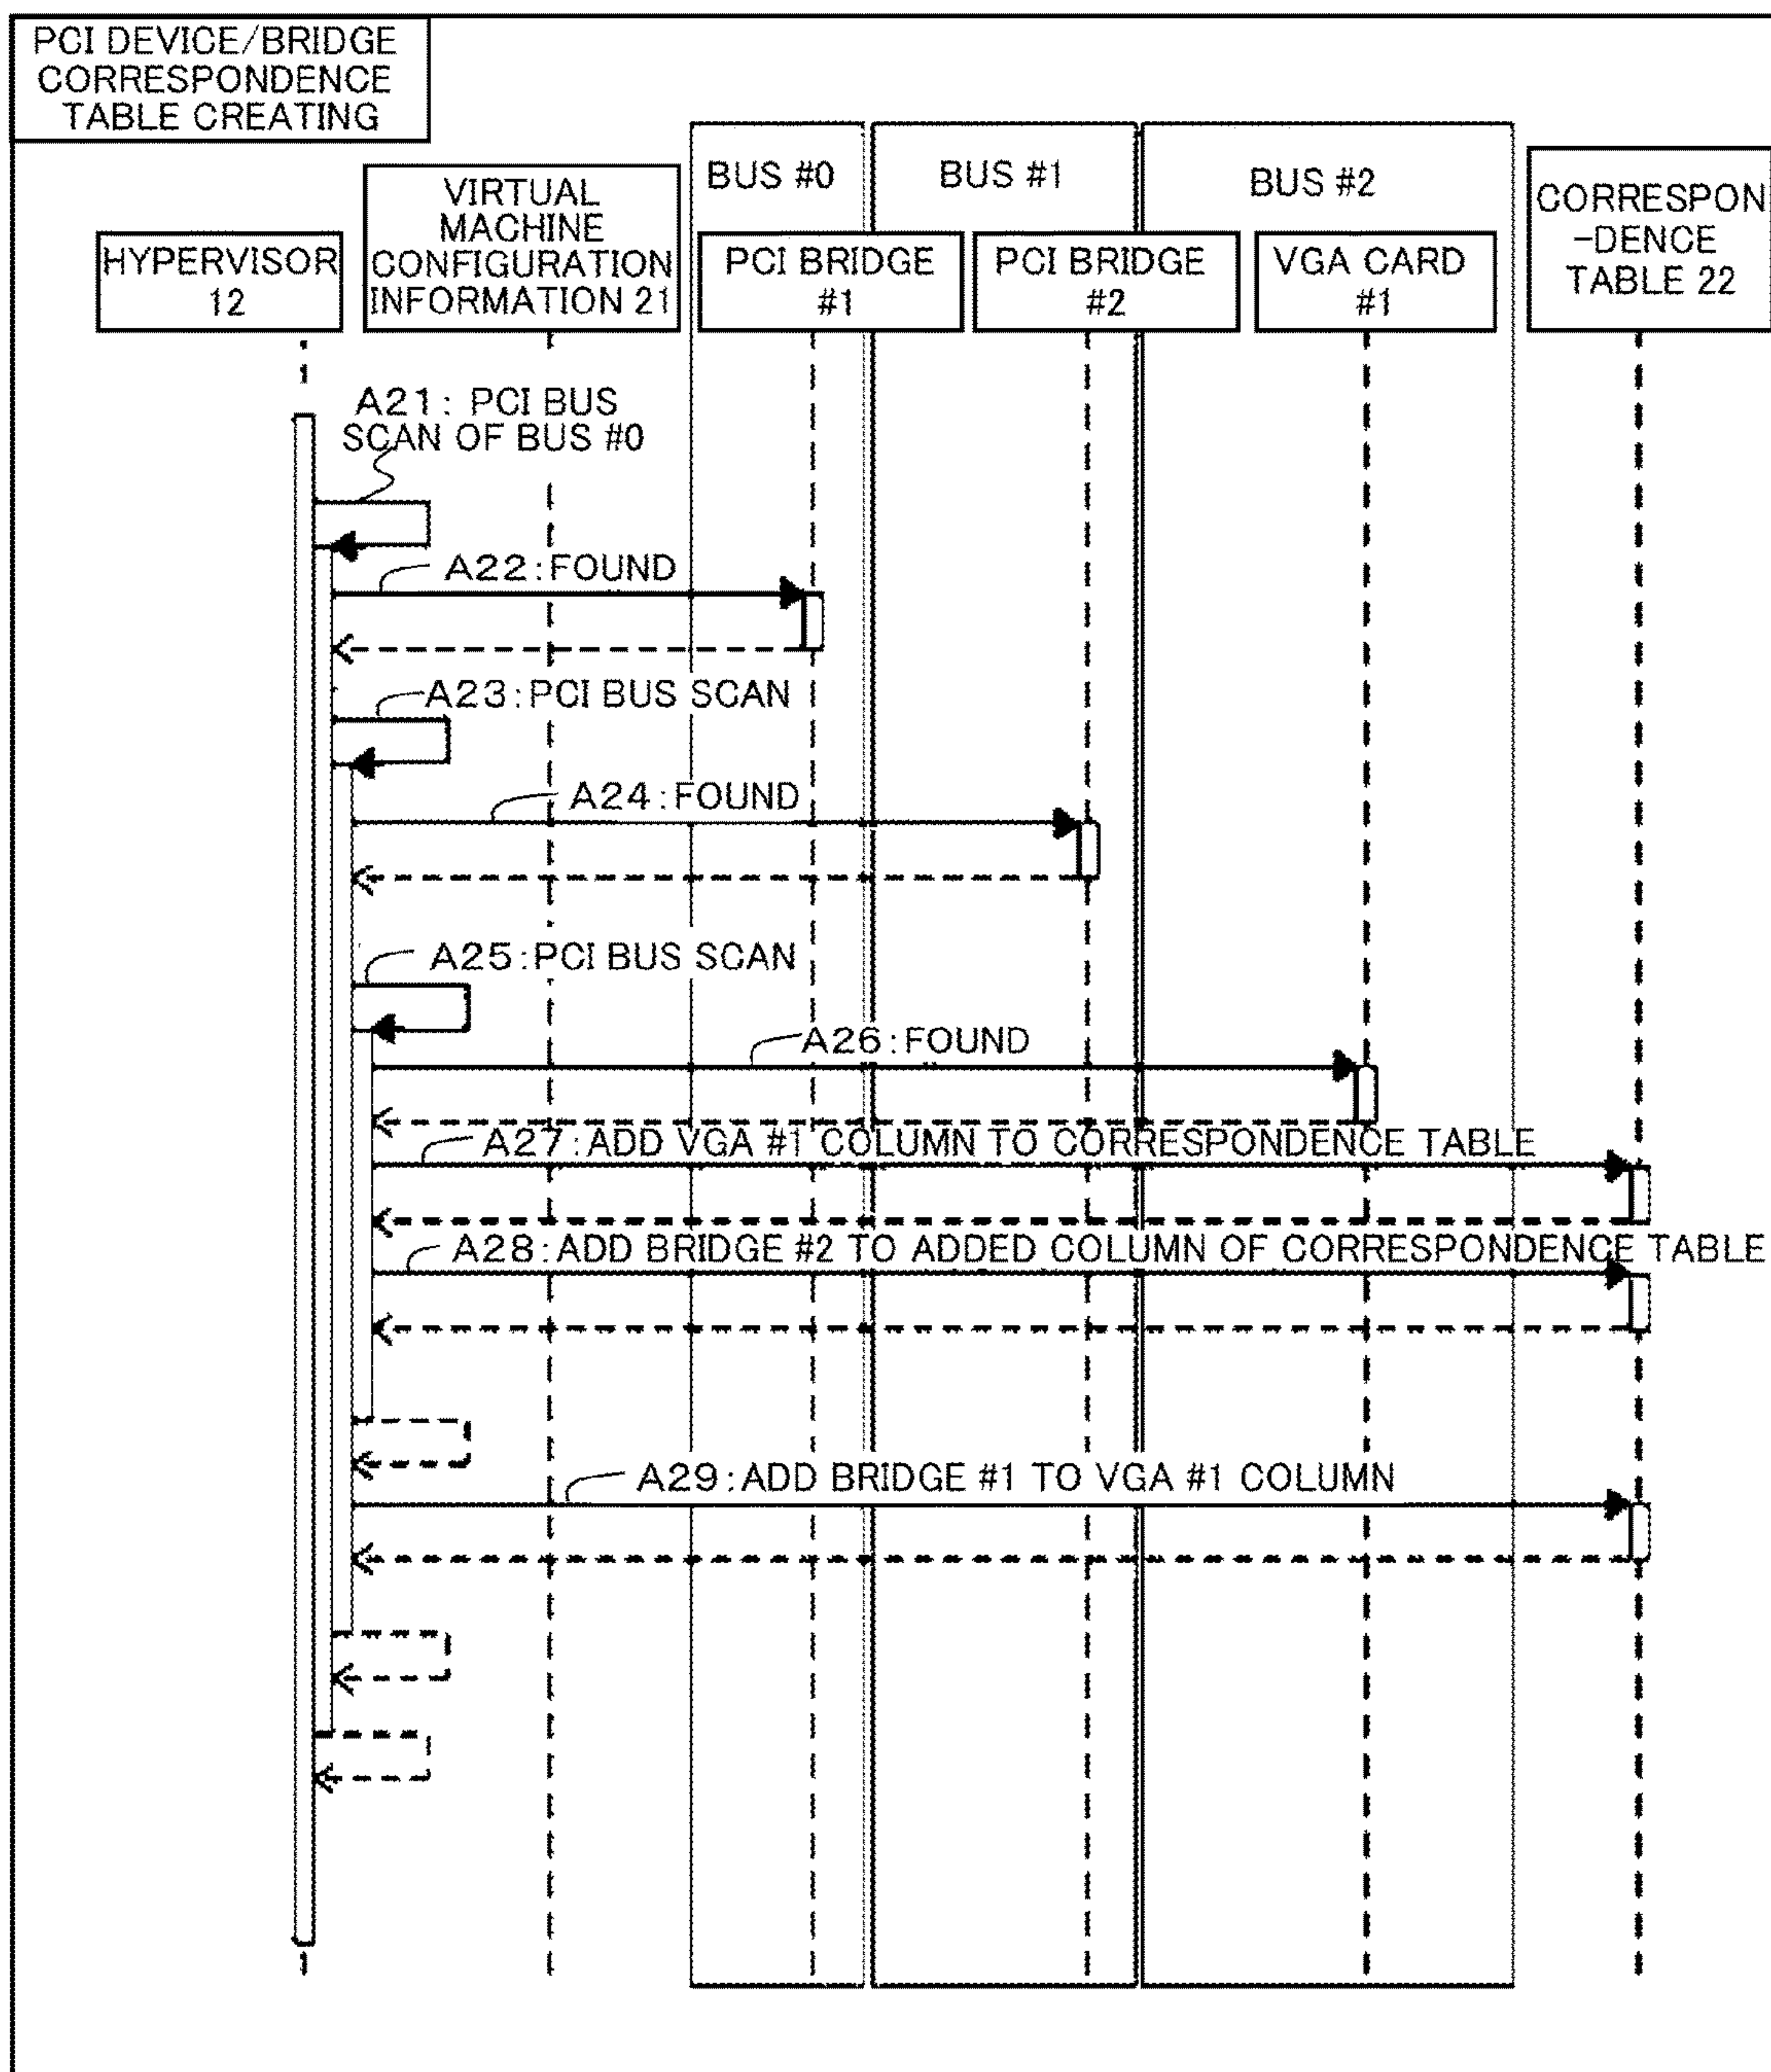 PCI DEVICE/BRIDGE
CORRESPONDENCE
TABLE CREATING
BUS #0
BUS #1
BUS #2
HYPERVISOR
12
VIRTUAL
MACHINE
CONFIGURATION
INFORMATION 21
PCI BRIDGE
#1
PCI BRIDGE
#2
VGA CARD
#1
CORRESPON
-DENCE
TABLE 22
A21: PCI BUS
SCAN OF BUS #0
A22:FOUND
A23:PCI BUS SCAN
A24:FOUND
A25:PCI BUS SCAN
A26:FOUND
A27:ADD VGA #1 COLUMN TO CORRESPONDENCE TABLE
A28:ADD BRIDGE #2 TO ADDED COLUMN OF CORRESPONDENCE TABLE
A29:ADD BRIDGE #1 TO VGA #1 COLUMN